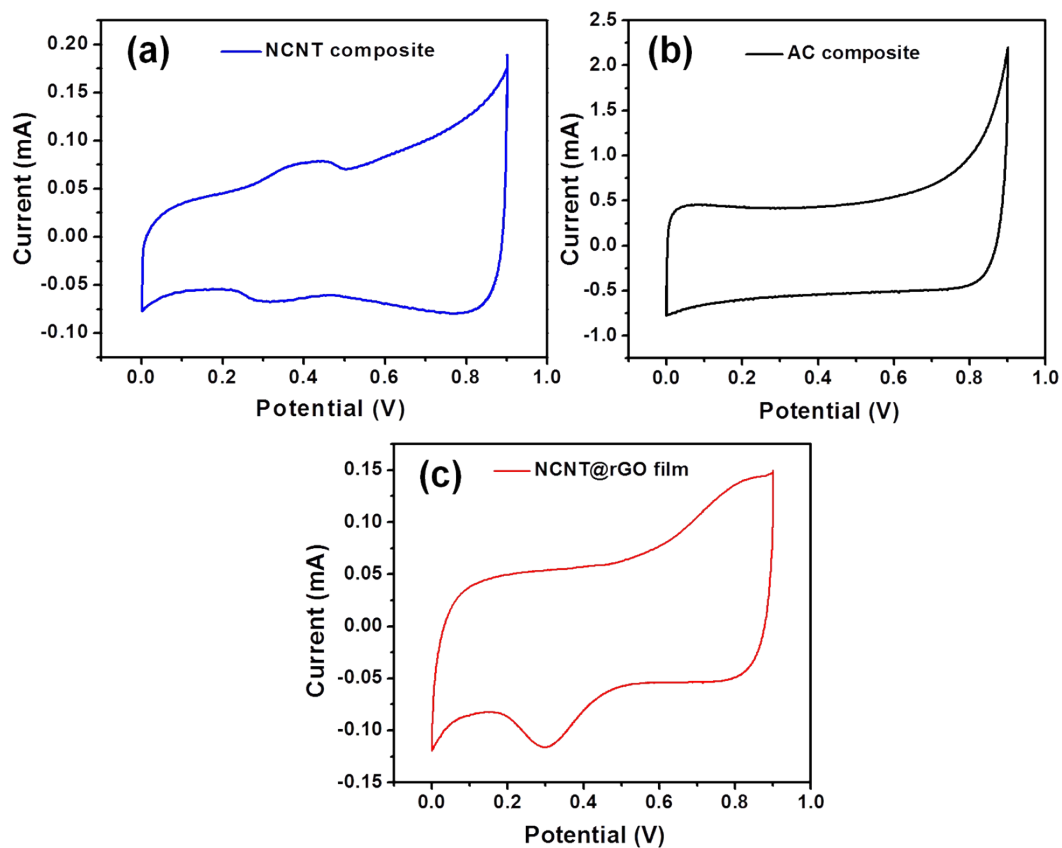 (a)
NCNT composite
Current (mA)
0.20
0.15
0.10
0.05
0.00
-0.05
-0.10
0.0 0.2 0.4 0.6 0.8 1.0
Potential (V)
(b)
AC composite
Current (mA)
2.5
2.0
1.5
1.0
0.5
0.0
-0.5
-1.0
0.0 0.2 0.4 0.6 0.8 1.0
Potential (V)
(c)
NCNT@rGO film
Current (mA)
0.15
0.10
0.05
0.00
-0.05
-0.10
-0.15
0.0 0.2 0.4 0.6 0.8 1.0
Potential (V)